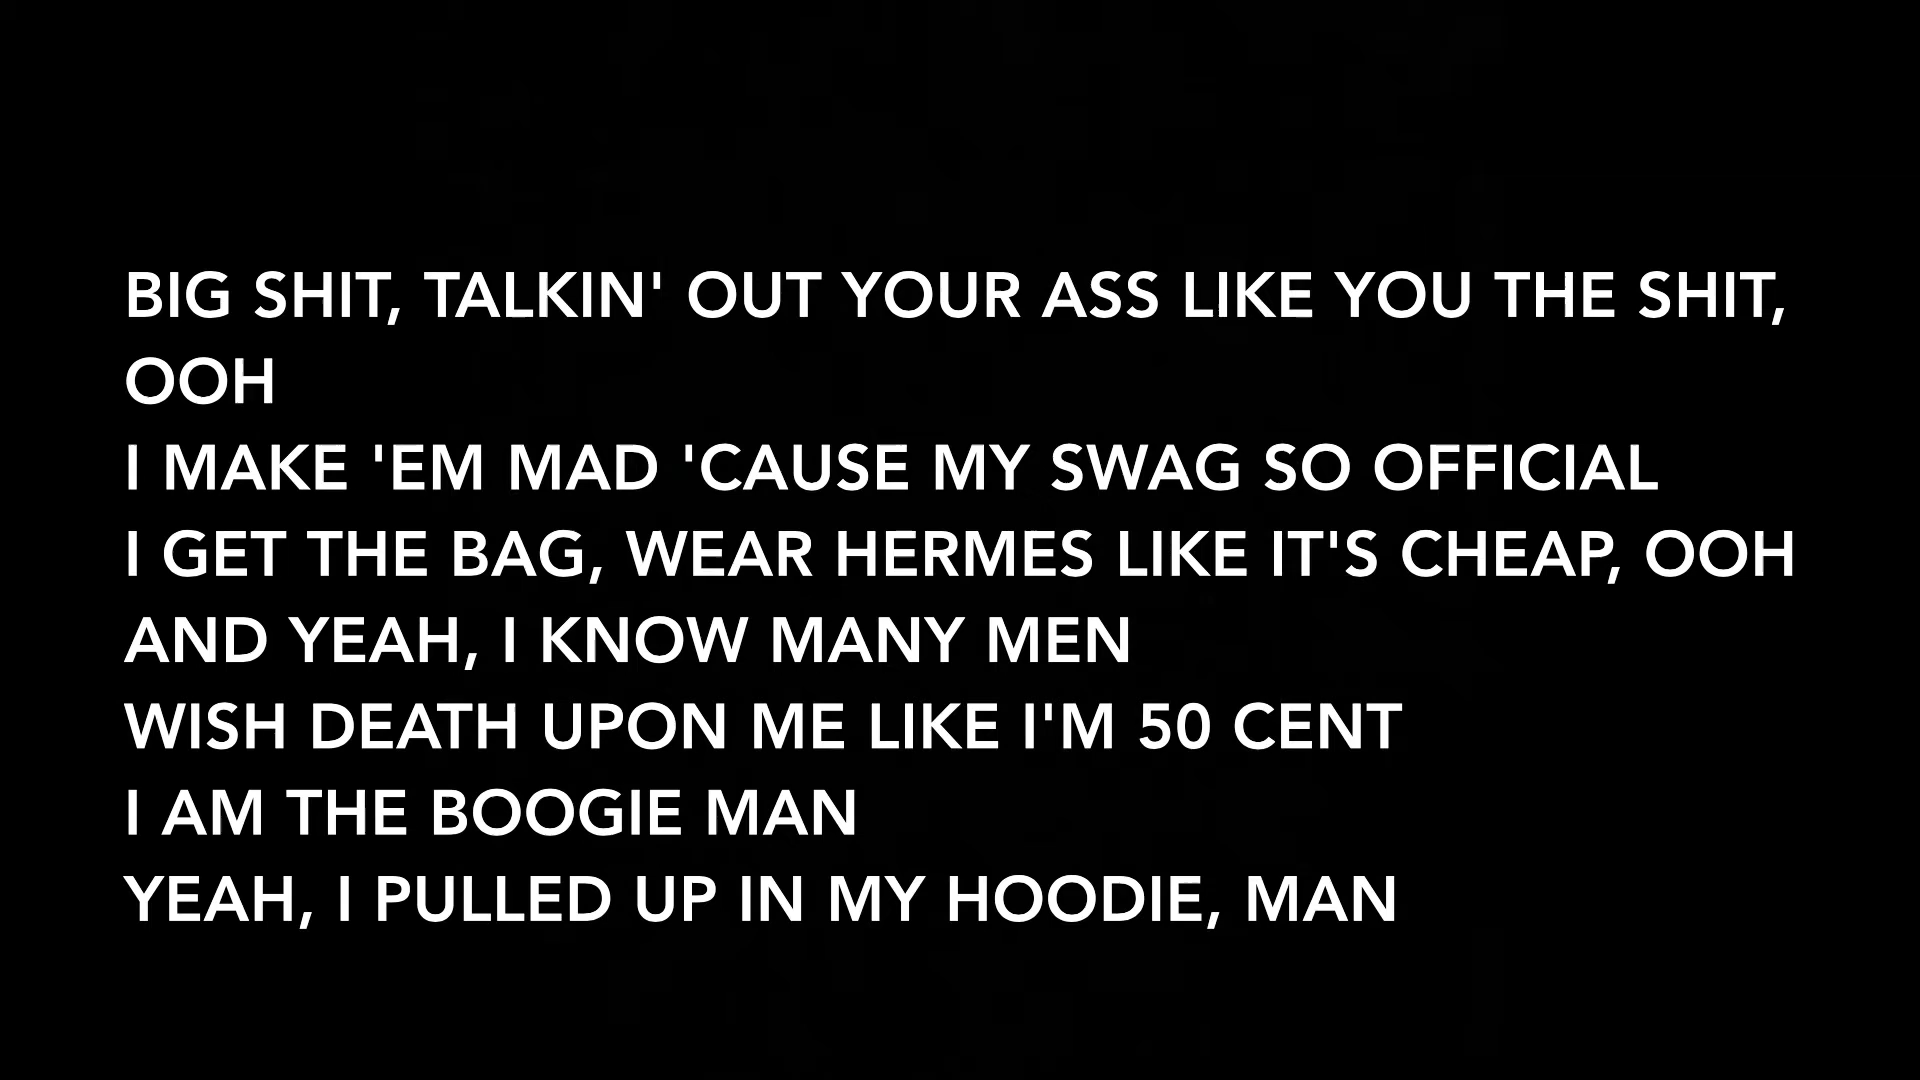 BIG SHIT, TALKIN' OUT YOUR ASS LIKE YOU THE SHIT,
OOH
I MAKE 'EM MAD 'CAUSE MY SWAG SO OFFICIAL
I GET THE BAG, WEAR HERMES LIKE IT'S CHEAP, OOH
AND YEAH, I KNOW MANY MEN
WISH DEATH UPON ME LIKE I'M 50 CENT
I AM THE BOOGIE MAN
YEAH, I PULLED UP IN MY HOODIE, MAN